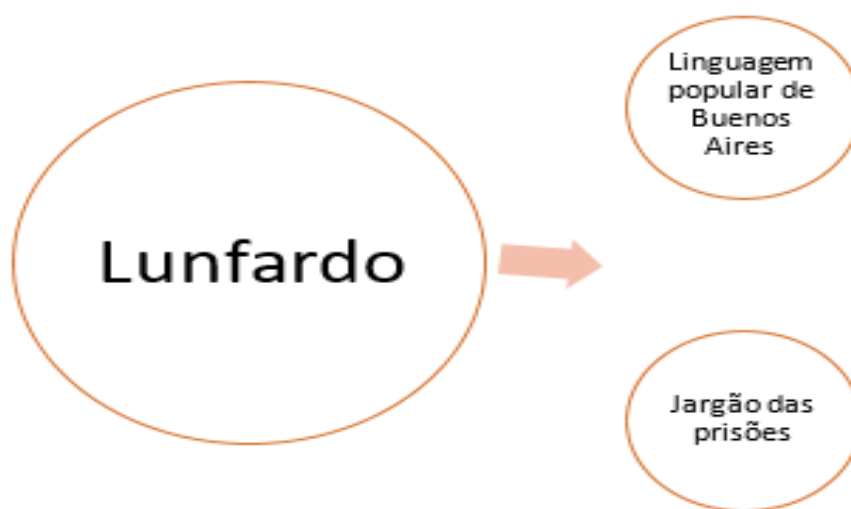 Lunfardo
Linguagem
popular de
Buenos
Aires
Jargão das
prisões